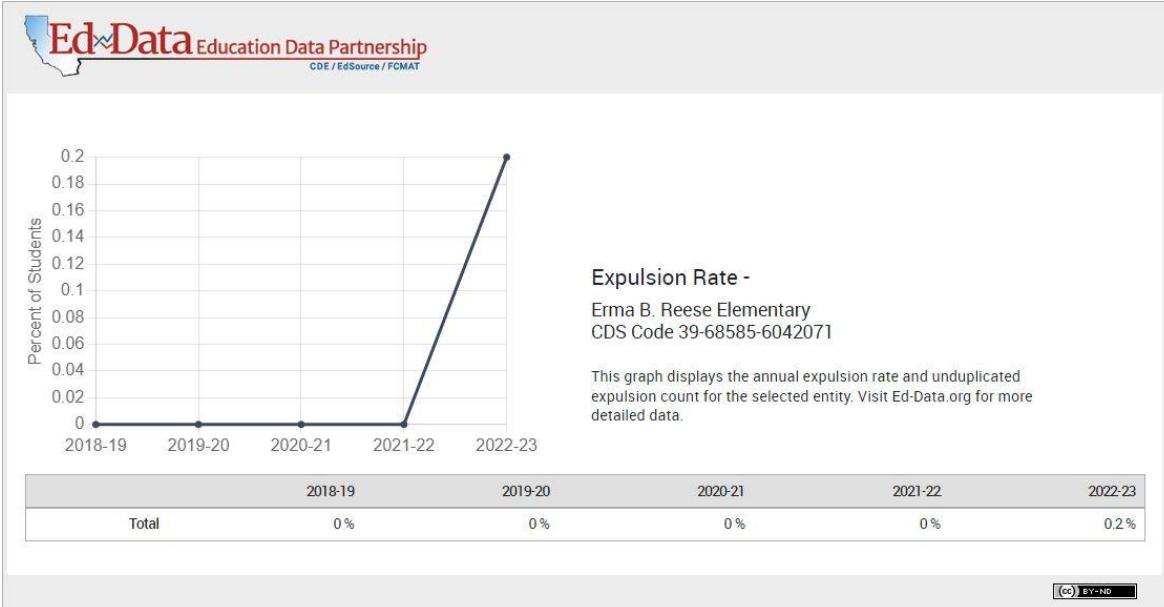 Ed Data Education Data Partnership
CDE / EdSource / FCMAT
0.2
0.18
0.16
0.14
0.12
0.1
0.08
0.06
0.04
0.02
0
Percent of Students
2018-19 2019-20 2020-21 2021-22 2022-23
Expulsion Rate -
Erma B. Reese Elementary
CDS Code 39-68585-6042071
This graph displays the annual expulsion rate and unduplicated
expulsion count for the selected entity. Visit Ed-Data.org for more
detailed data.
2018-19 2019-20 2020-21 2021-22 2022-23
Total 0 % 0 % 0 % 0 % 0.2 %
(cc) BY-ND